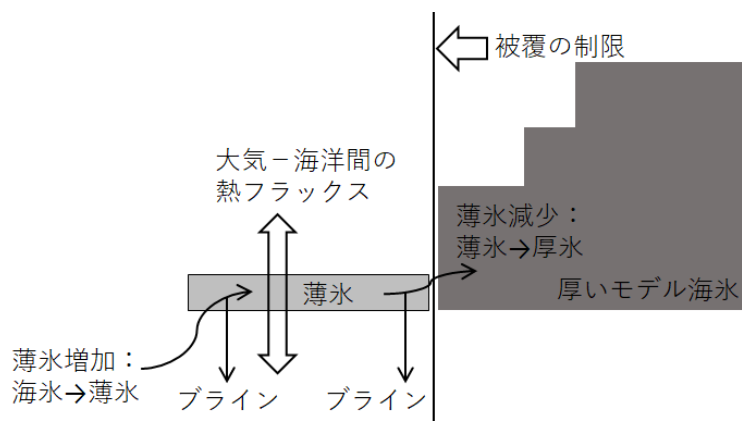 被覆の制限
大気－海洋間の
熱フラックス
薄氷減少：
薄氷→厚氷
薄氷
厚いモデル海氷
薄氷増加：
海氷→薄氷
ブライン
ブライン